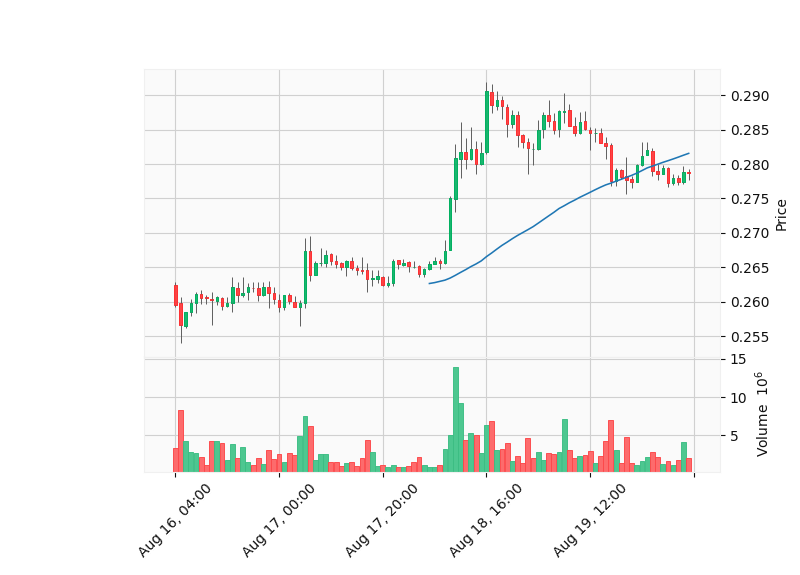 0.290
0.285
0.280
0.275
0.270
0.265
0.260
0.255
Price
15
10
5
Volume 10⁶
Aug 16, 04:00
Aug 17, 00:00
Aug 17, 20:00
Aug 18, 16:00
Aug 19, 12:00